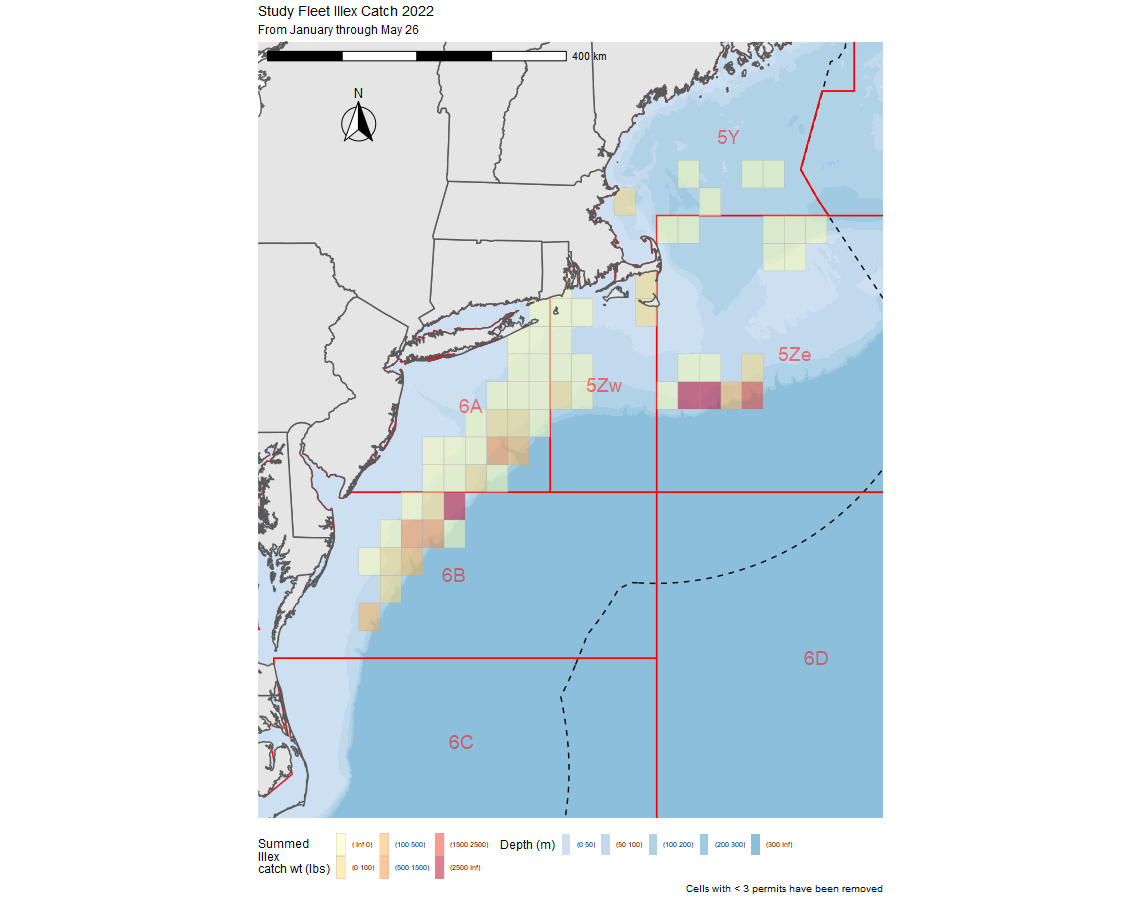 Study Fleet Illex Catch 2022
From January through May 26
400 km
N
5Y
5Ze
5Zw
6A
6B
6D
6C
Summed
Illex
catch wt (lbs)
(-Inf 0)
(0 100)
(100 500)
(500 1500)
(1500 2500)
(2500 Inf)
Depth (m)
(0 50)
(50 100)
(100 200)
(200 300)
(300 Inf)
Cells with < 3 permits have been removed